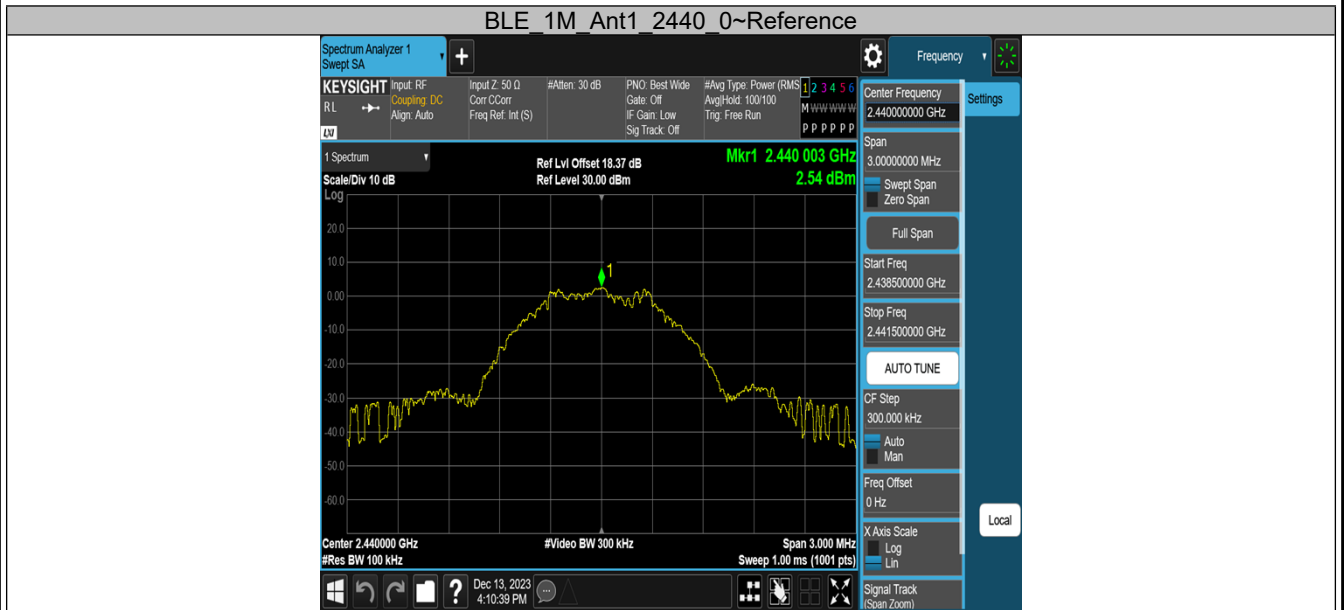 BLE_1M_Ant1_2440_0~Reference
Spectrum Analyzer 1
Swept SA
+
Frequency
KEYSIGHT
RL
LXI
Input: RF
Coupling: DC
Align: Auto
Input Z: 50 Ω
Corr CCorr
Freq Ref: Int (S)
#Atten: 30 dB
PNO: Best Wide
Gate: Off
IF Gain: Low
Sig Track: Off
#Avg Type: Power (RMS
Avg|Hold: 100/100
Trig: Free Run
1 2 3 4 5 6
M W W W W W
P P P P P P
1 Spectrum
Scale/Div 10 dB
Log
Ref Lvl Offset 18.37 dB
Ref Level 30.00 dBm
Mkr1 2.440 003 GHz
2.54 dBm
20.0
10.0
0.00
-10.0
-20.0
-30.0
-40.0
-50.0
-60.0
1
Center 2.440000 GHz
#Res BW 100 kHz
#Video BW 300 kHz
Span 3.000 MHz
Sweep 1.00 ms (1001 pts)
Center Frequency
2.440000000 GHz
Settings
Span
3.00000000 MHz
Swept Span
Zero Span
Full Span
Start Freq
2.438500000 GHz
Stop Freq
2.441500000 GHz
AUTO TUNE
CF Step
300.000 kHz
Auto
Man
Freq Offset
0 Hz
X Axis Scale
Log
Lin
Local
Signal Track
(Span Zoom)
?
Dec 13, 2023
4:10:39 PM